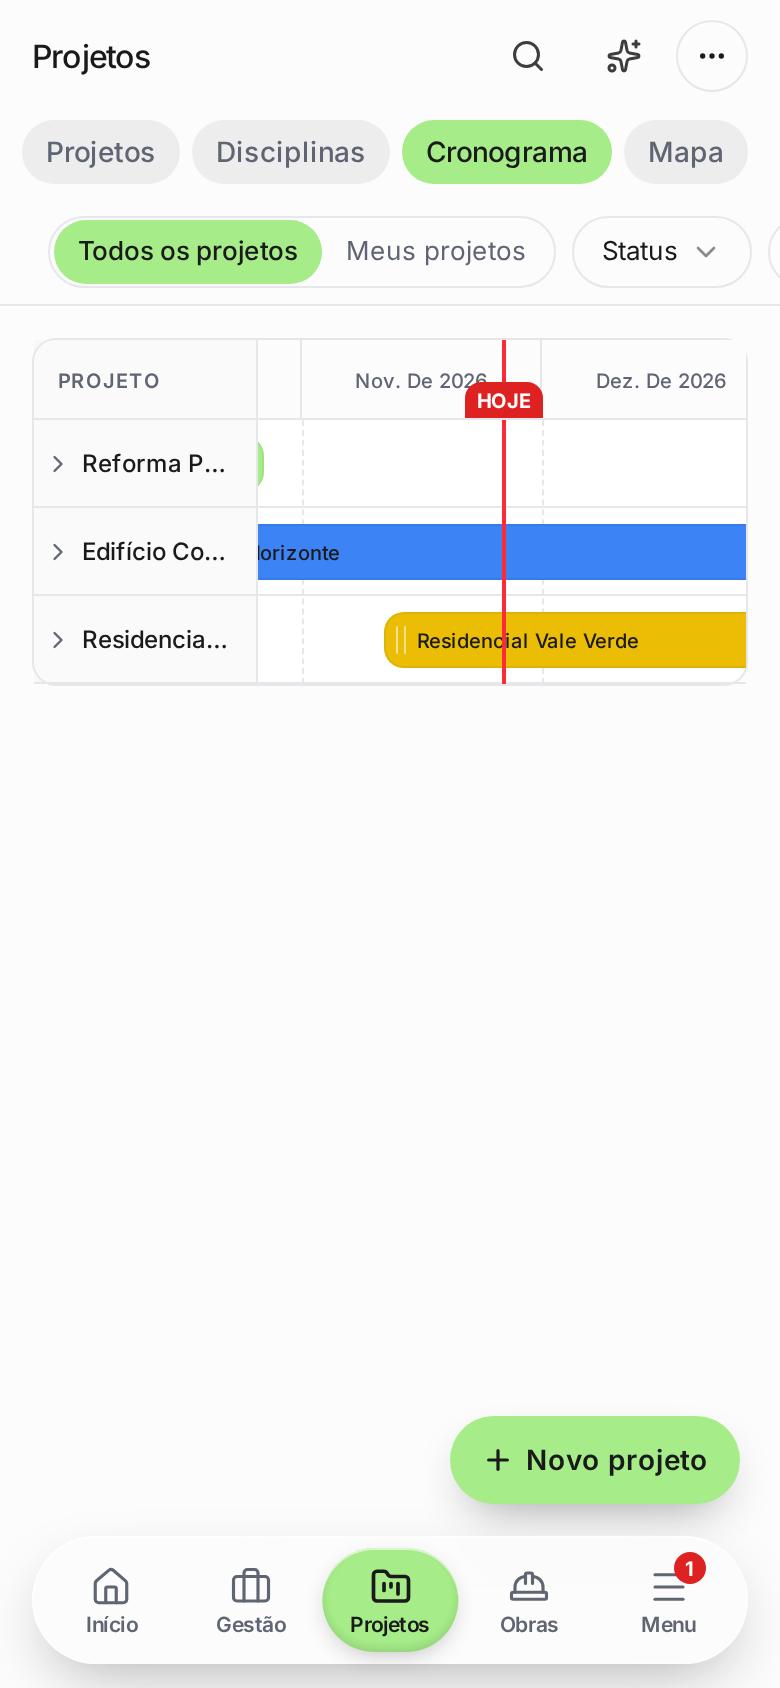 Projetos
Projetos Disciplinas Cronograma Mapa
Todos os projetos Meus projetos Status
PROJETO Nov. De 2026 Dez. De 2026
HOJE
Reforma P...
Edifício Co... lorizonte
Residencia... Residencial Vale Verde
+ Novo projeto
1
Início Gestão Projetos Obras Menu